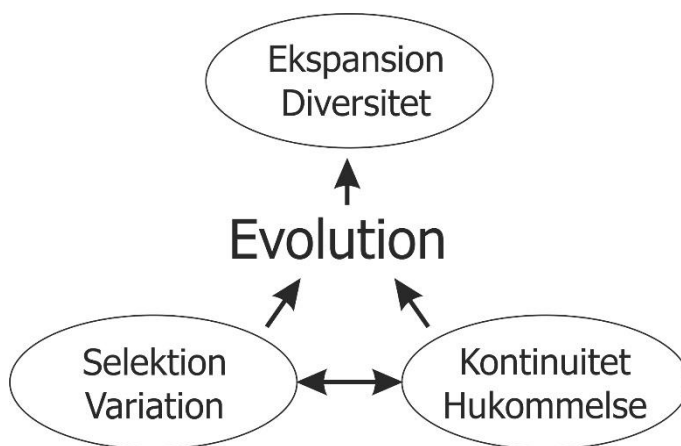 Ekspansion
Diversitet
Evolution
Selektion
Variation
Kontinuitet
Hukommelse